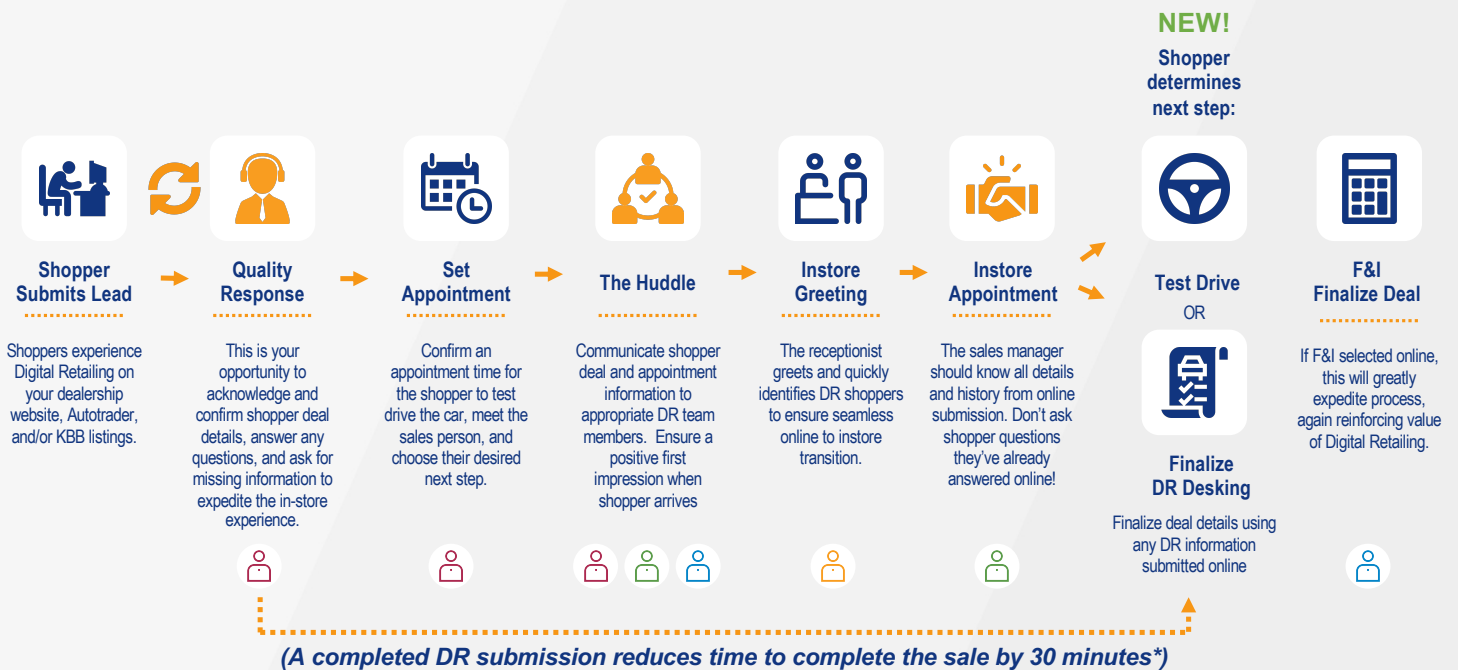 NEW!
Shopper
determines
next step:
Shopper
Submits Lead
Shoppers experience
Digital Retailing on
your dealership
website, Autotrader,
and/or KBB listings.
Quality
Response
This is your
opportunity to
acknowledge and
confirm shopper deal
details, answer any
questions, and ask for
missing information to
expedite the in-store
experience.
Set
Appointment
Confirm an
appointment time for
the shopper to test
drive the car, meet the
sales person, and
choose their desired
next step.
The Huddle
Communicate shopper
deal and appointment
information to
appropriate DR team
members.  Ensure a
positive first
impression when
shopper arrives
Instore
Greeting
The receptionist
greets and quickly
identifies DR shoppers
to ensure seamless
online to instore
transition.
Instore
Appointment
The sales manager
should know all details
and history from online
submission. Don’t ask
shopper questions
they’ve already
answered online!
Test Drive
OR
Finalize
DR Desking
Finalize deal details using
any DR information
submitted online
F&I
Finalize Deal
If F&I selected online,
this will greatly
expedite process,
again reinforcing value
of Digital Retailing.
(A completed DR submission reduces time to complete the sale by 30 minutes*)